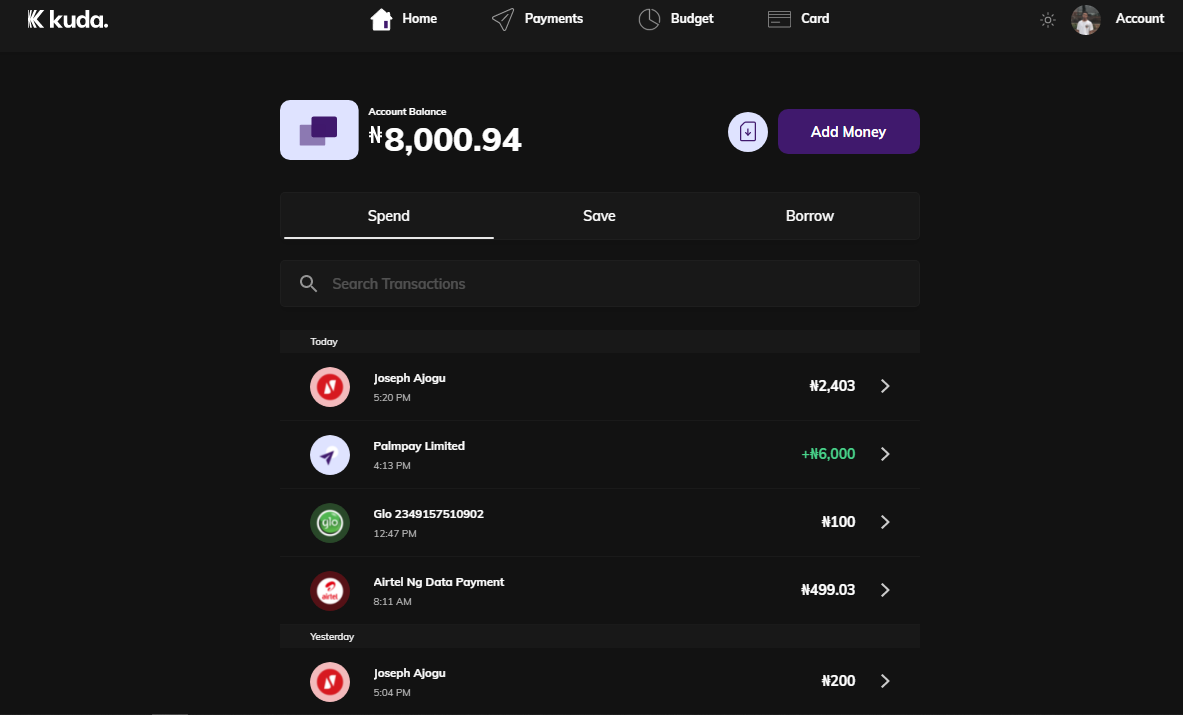 kuda.
Home
Payments
Budget
Card
Account
Account Balance
₦8,000.94
Add Money
Spend
Save
Borrow
Search Transactions
Today
Joseph Ajogu
₦2,403
5:20 PM
Palmpay Limited
+₦6,000
4:13 PM
glo
Glo 2349157510902
₦100
12:47 PM
airtel
Airtel Ng Data Payment
₦499.03
8:11 AM
Yesterday
Joseph Ajogu
₦200
5:04 PM